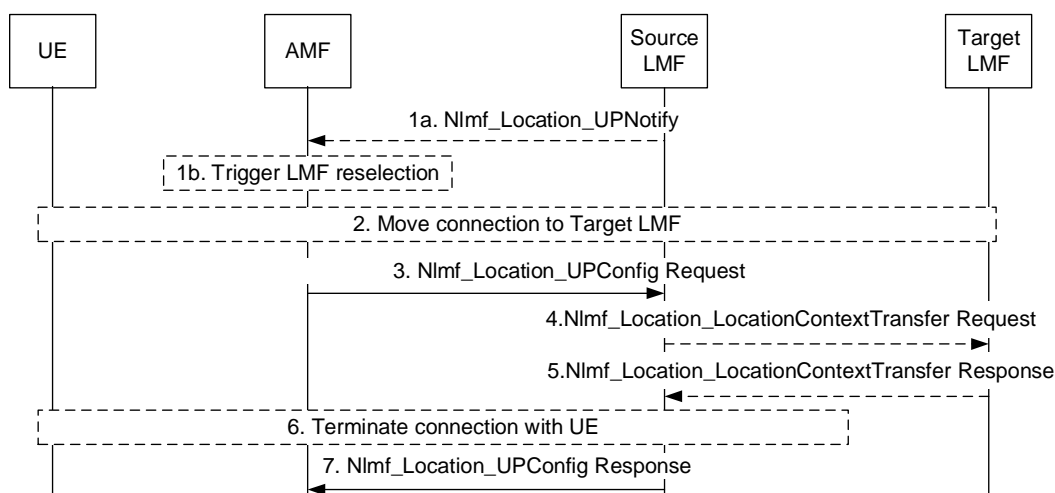 UE
AMF
Source
LMF
Target
LMF
1a. Nlmf_Location_UPNotify
1b. Trigger LMF reselection
2. Move connection to Target LMF
3. Nlmf_Location_UPConfig Request
4.Nlmf_Location_LocationContextTransfer Request
5.Nlmf_Location_LocationContextTransfer Response
6. Terminate connection with UE
7. Nlmf_Location_UPConfig Response